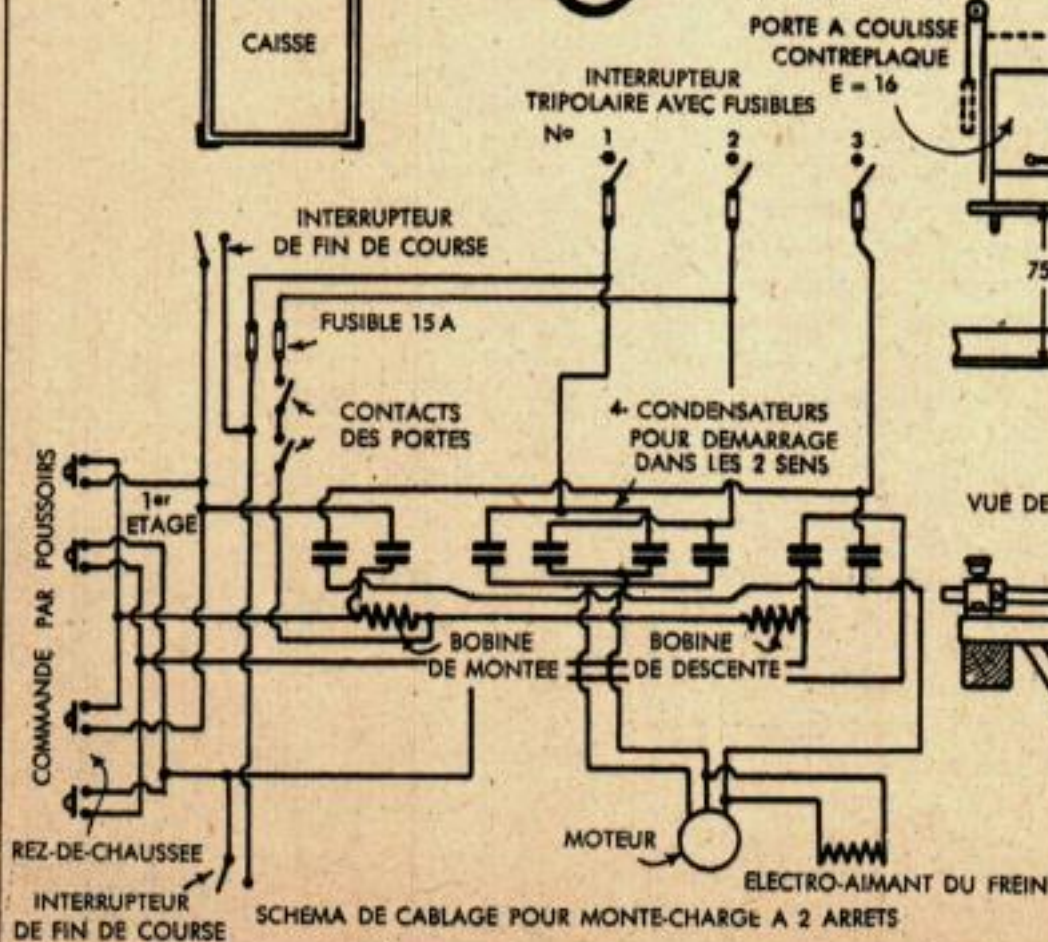 CAISSE
PORTE A COULISSE
CONTREPLAQUE
E = 16
INTERRUPTEUR
TRIPOLAIRE AVEC FUSIBLES
No 1 2 3
INTERRUPTEUR
DE FIN DE COURSE
75
FUSIBLE 15 A
CONTACTS
DES PORTES
4 CONDENSATEURS
POUR DEMARRAGE
DANS LES 2 SENS
COMMANDE PAR POUSSOIRS
1er
ETAGE
VUE DE
BOBINE
DE MONTEE
BOBINE
DE DESCENTE
MOTEUR
REZ-DE-CHAUSSEE
ELECTRO-AIMANT DU FREIN
INTERRUPTEUR
DE FIN DE COURSE
SCHEMA DE CABLAGE POUR MONTE-CHARGE A 2 ARRETS